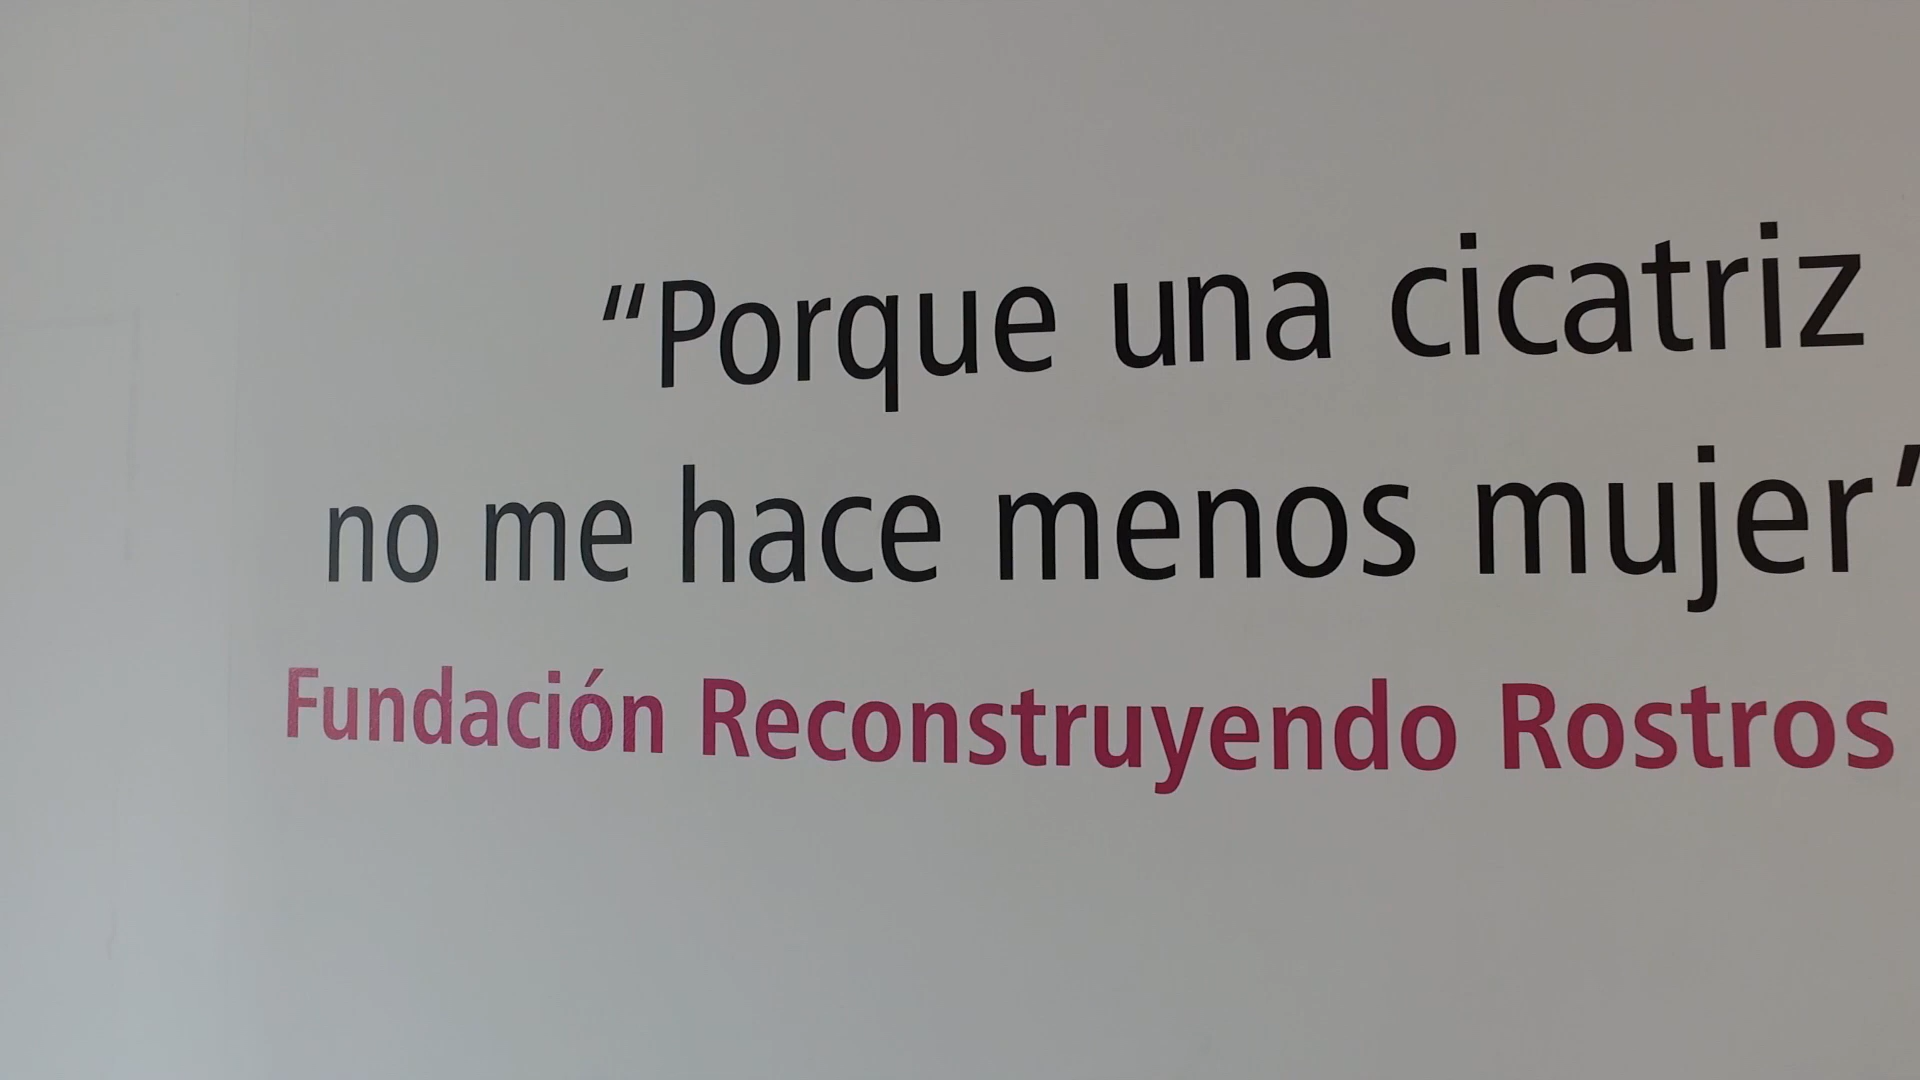 “Porque una cicatriz
no me hace menos mujer”
Fundación Reconstruyendo Rostros